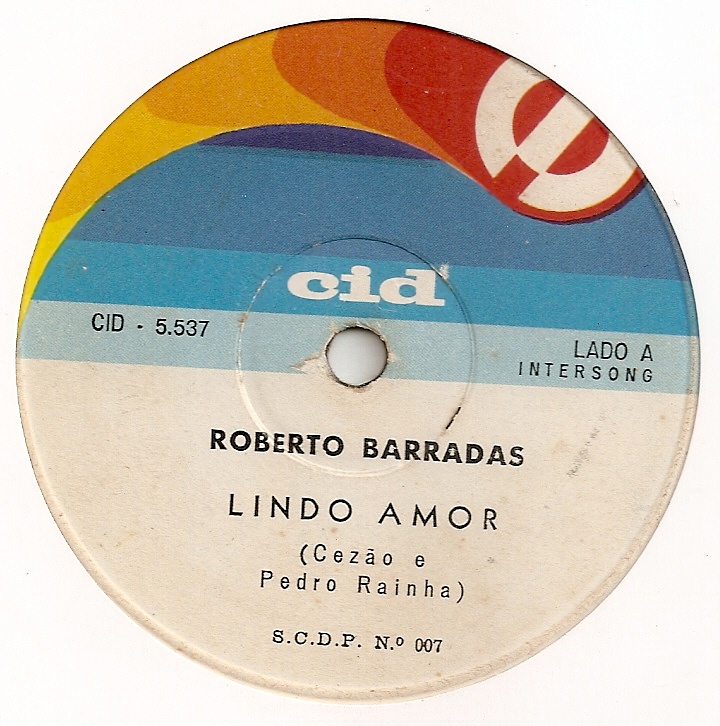 cid
CID - 5.537
LADO A
INTERSONG
ROBERTO BARRADAS
LINDO AMOR
(Cezão e
Pedro Rainha)
S.C.D.P. N.º 007